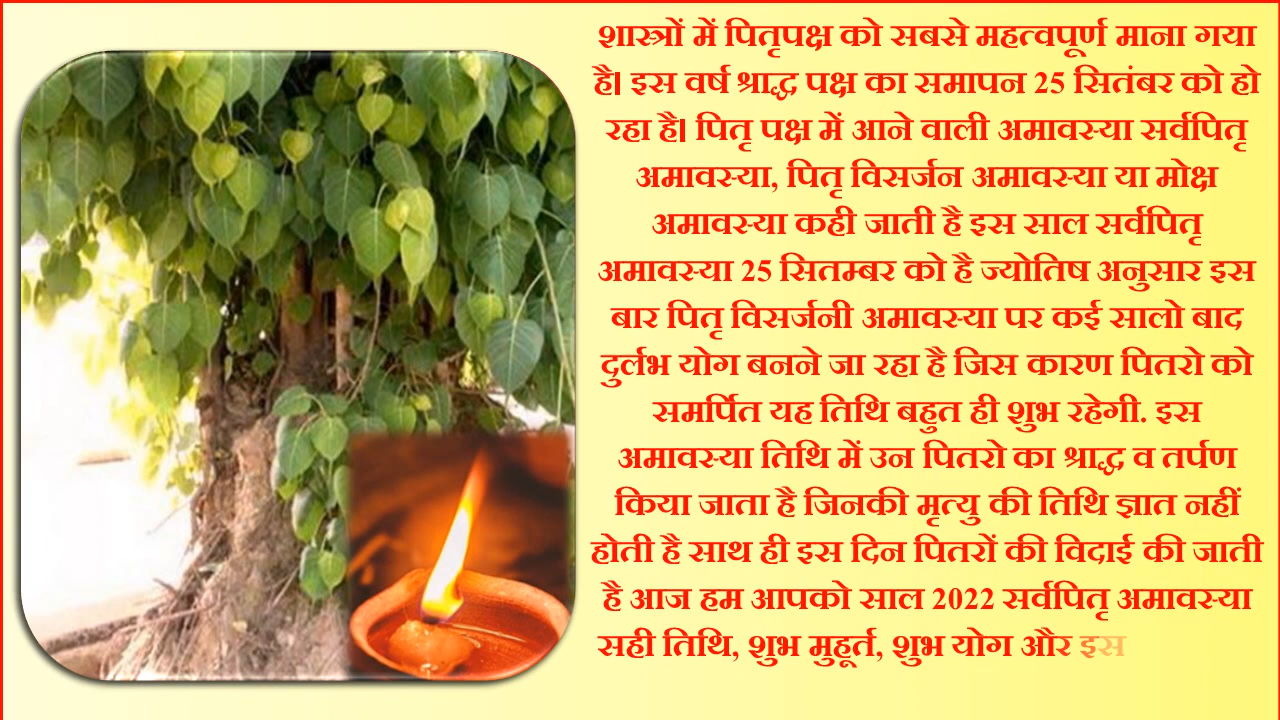 शास्त्रों में पितृपक्ष को सबसे महत्वपूर्ण माना गया
है। इस वर्ष श्राद्ध पक्ष का समापन 25 सितंबर को हो
रहा है। पितृ पक्ष में आने वाली अमावस्या सर्वपितृ
अमावस्या, पितृ विसर्जन अमावस्या या मोक्ष
अमावस्या कही जाती है इस साल सर्वपितृ
अमावस्या 25 सितम्बर को है ज्योतिष अनुसार इस
बार पितृ विसर्जनी अमावस्या पर कई सालो बाद
दुर्लभ योग बनने जा रहा है जिस कारण पितरो को
समर्पित यह तिथि बहुत ही शुभ रहेगी. इस
अमावस्या तिथि में उन पितरो का श्राद्ध व तर्पण
किया जाता है जिनकी मृत्यु की तिथि ज्ञात नहीं
होती है साथ ही इस दिन पितरों की विदाई की जाती
है आज हम आपको साल 2022 सर्वपितृ अमावस्या
सही तिथि, शुभ मुहूर्त, शुभ योग और इस